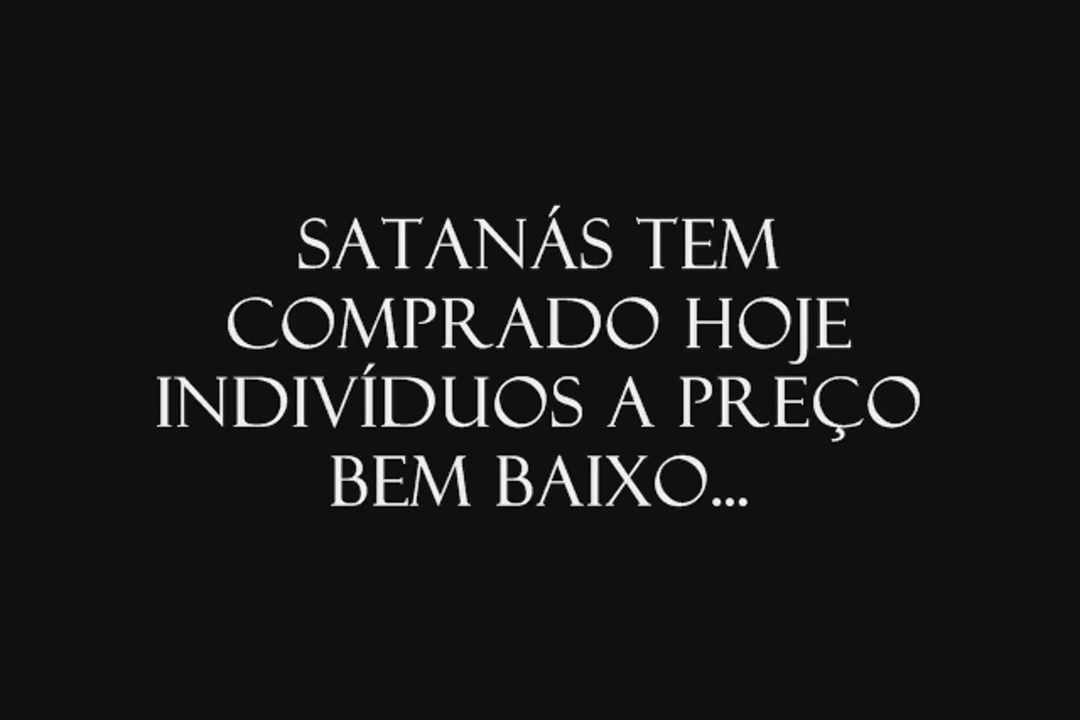 SATANÁS TEM
COMPRADO HOJE
INDIVÍDUOS A PREÇO
BEM BAIXO...